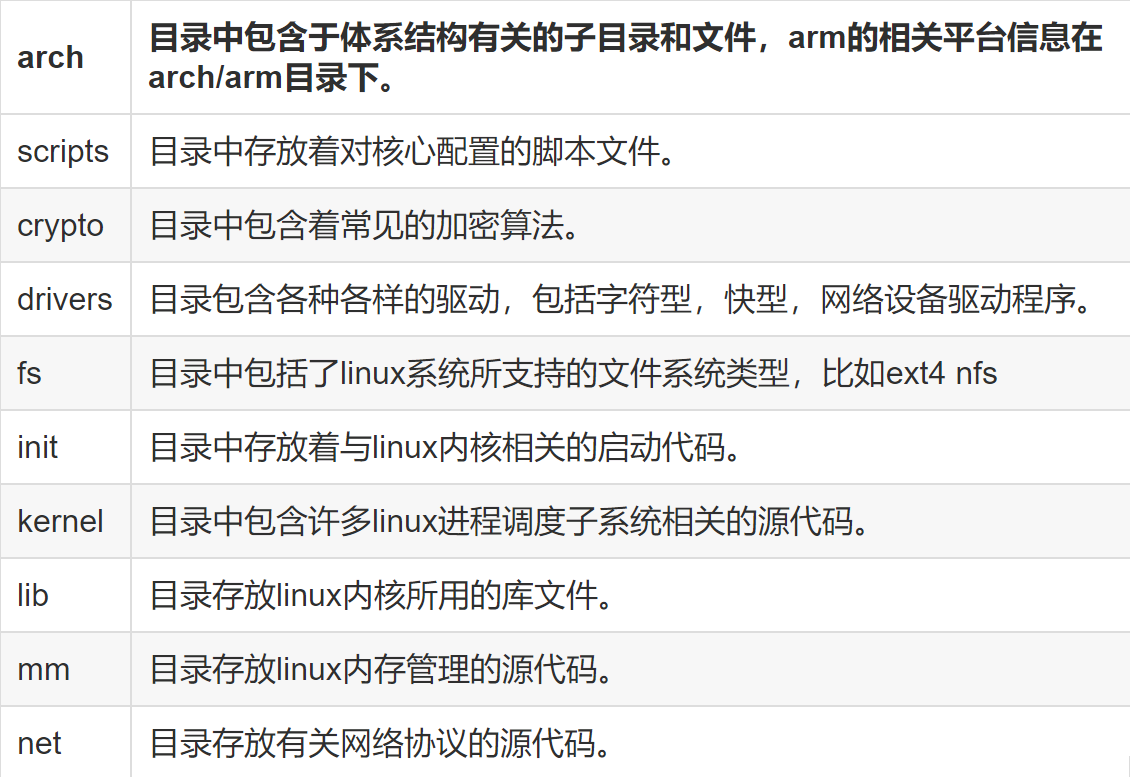 arch
目录中包含于体系结构有关的子目录和文件，arm的相关平台信息在
arch/arm目录下。
scripts
目录中存放着对核心配置的脚本文件。
crypto
目录中包含着常见的加密算法。
drivers
目录包含各种各样的驱动，包括字符型，快型，网络设备驱动程序。
fs
目录中包括了linux系统所支持的文件系统类型，比如ext4 nfs
init
目录中存放着与linux内核相关的启动代码。
kernel
目录中包含许多linux进程调度子系统相关的源代码。
lib
目录存放linux内核所用的库文件。
mm
目录存放linux内存管理的源代码。
net
目录存放有关网络协议的源代码。